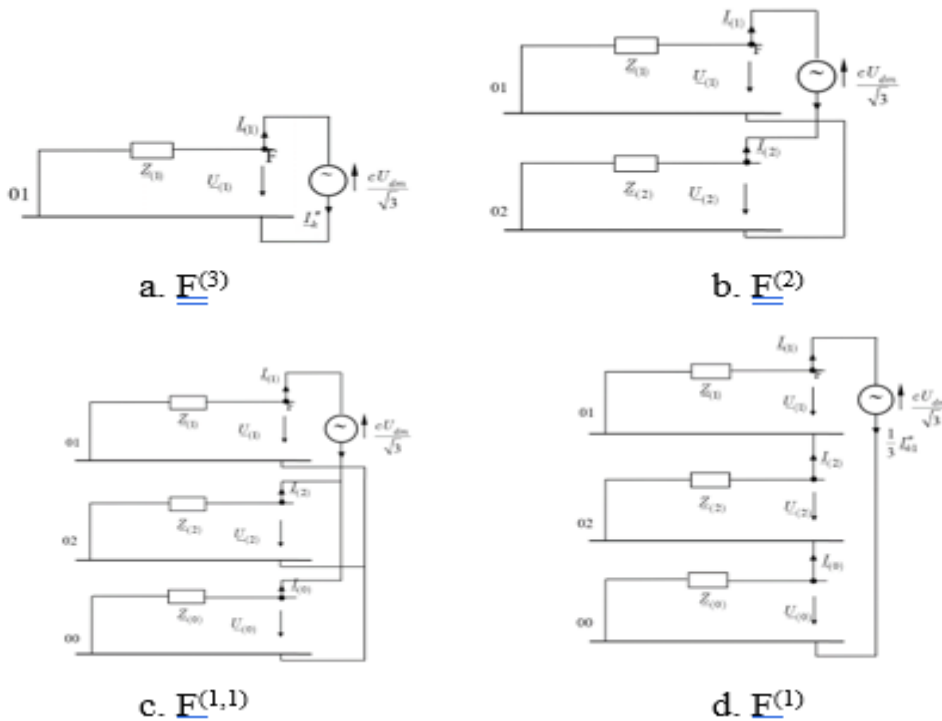 I(1)
Z(1)
F
U(1)
01
I"k
cUdm
√3
a. F(3)
I(1)
Z(1)
F
U(1)
01
cUdm
√3
I(2)
Z(2)
U(2)
02
b. F(2)
I(1)
Z(1)
U(1)
01
cUdm
√3
I(2)
Z(2)
U(2)
02
I(0)
Z(0)
U(0)
00
c. F(1,1)
I(1)
Z(1)
U(1)
01
cUdm
√3
1
3
I(2)
Z(2)
U(2)
02
I(0)
Z(0)
U(0)
00
d. F(1)